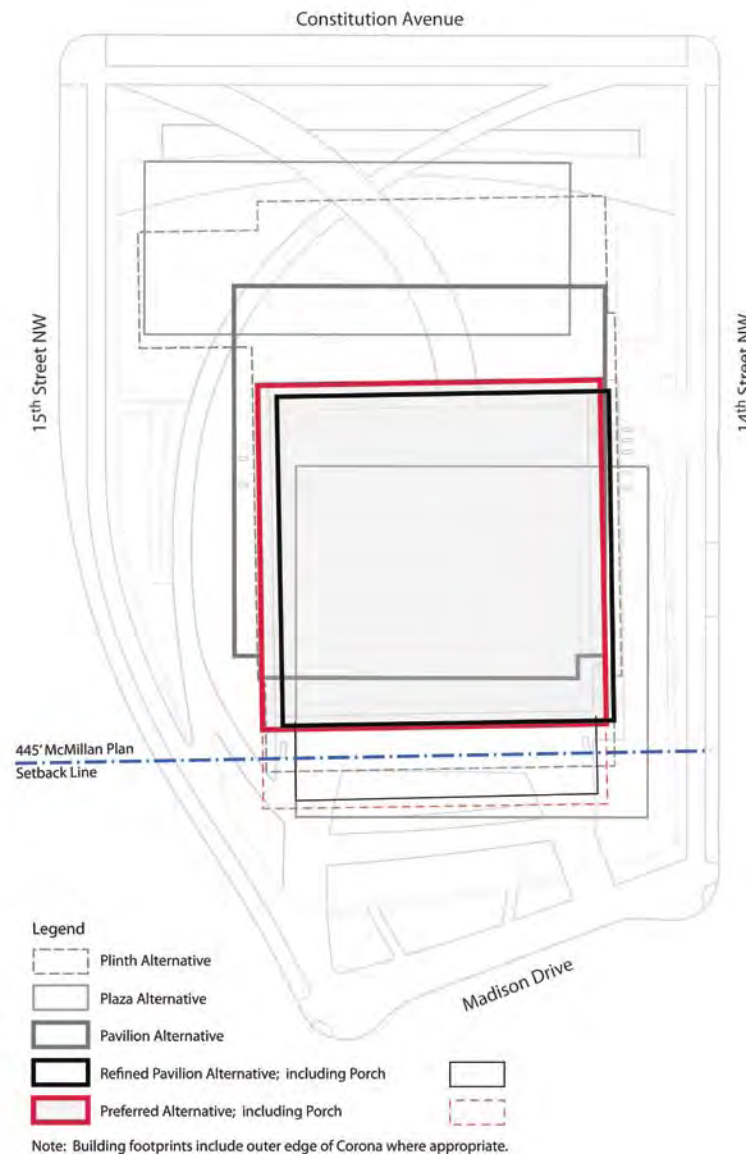 Constitution Avenue
15th Street NW
14th Street NW
445' McMillan Plan
Setback Line
Madison Drive
Legend
Plinth Alternative
Plaza Alternative
Pavilion Alternative
Refined Pavilion Alternative; including Porch
Preferred Alternative; including Porch
Note: Building footprints include outer edge of Corona where appropriate.